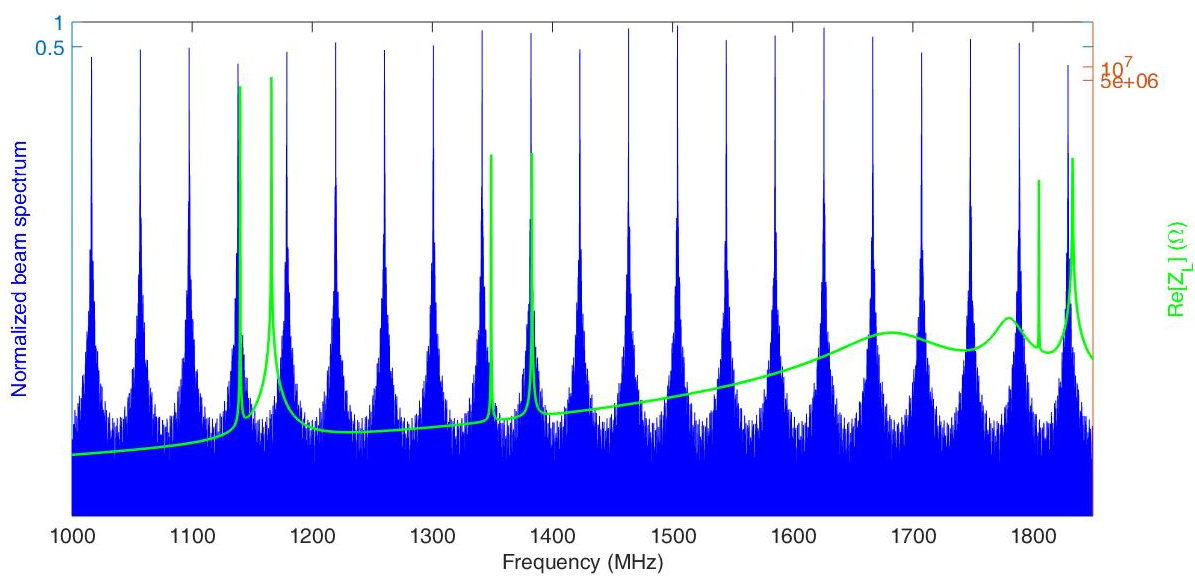 1
0.5
10^7
5e+06
Normalized beam spectrum
Re[Z_L] (Ω)
1000 1100 1200 1300 1400 1500 1600 1700 1800
Frequency (MHz)